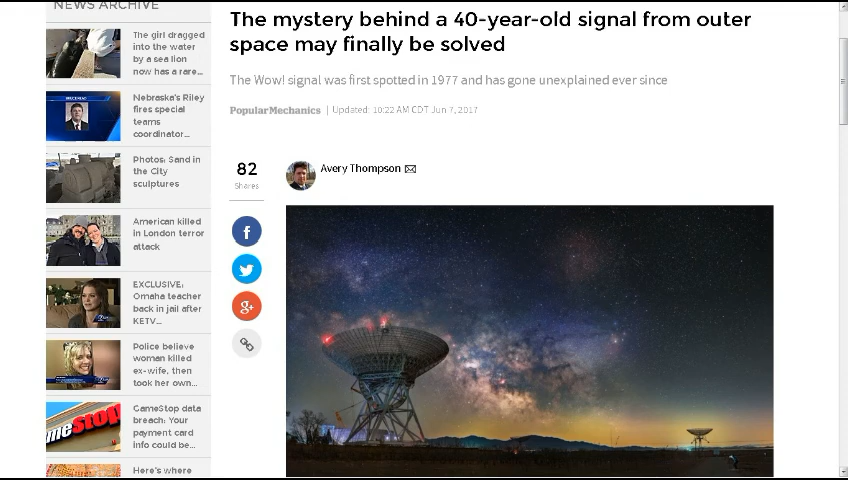 NEWS ARCHIVE
The girl dragged
into the water
by a sea lion
now has a rare...
Nebraska's Riley
fires special
teams
coordinator...
Photos: Sand in
the City
sculptures
American killed
in London terror
attack
EXCLUSIVE:
Omaha teacher
back in jail after
KETV...
Police believe
woman killed
ex-wife, then
took her own...
GameStop data
breach: Your
payment card
info could be...
Here's where
The mystery behind a 40-year-old signal from outer
space may finally be solved
The Wow! signal was first spotted in 1977 and has gone unexplained ever since
PopularMechanics | Updated: 10:22 AM CDT Jun 7, 2017
82
Shares
Avery Thompson
f
g+
meStop